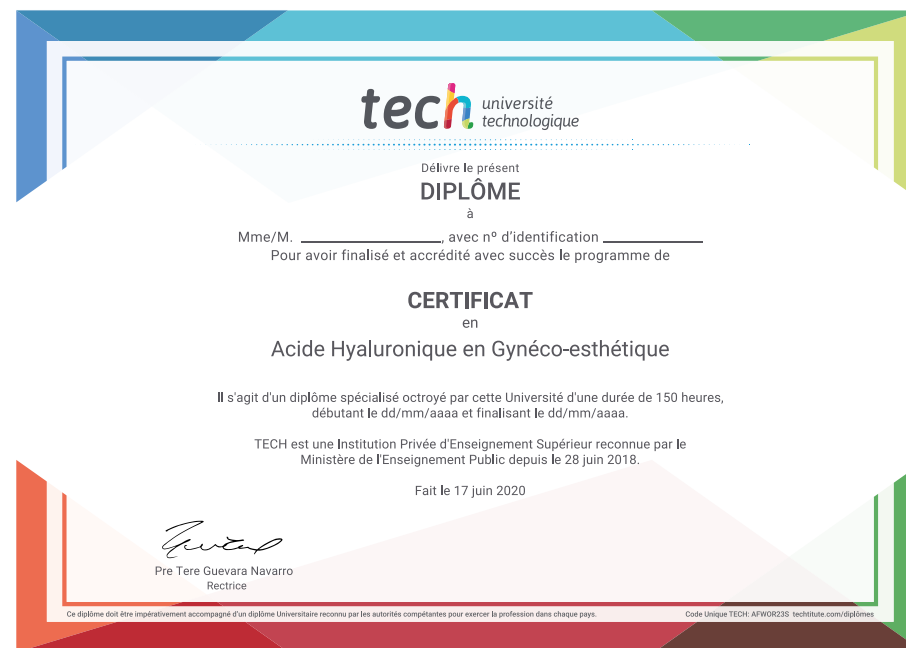 tech université
technologique
Délivre le présent
DIPLÔME
à
Mme/M. ____________________, avec nº d'identification ______________
Pour avoir finalisé et accrédité avec succès le programme de
CERTIFICAT
en
Acide Hyaluronique en Gynéco-esthétique
Il s'agit d'un diplôme spécialisé octroyé par cette Université d'une durée de 150 heures,
débutant le dd/mm/aaaa et finalisant le dd/mm/aaaa.
TECH est une Institution Privée d'Enseignement Supérieur reconnue par le
Ministère de l'Enseignement Public depuis le 28 juin 2018.
Fait le 17 juin 2020
Pre Tere Guevara Navarro
Rectrice
Ce diplôme doit être impérativement accompagné d'un diplôme Universitaire reconnu par les autorités compétantes pour exercer la profession dans chaque pays. Code Unique TECH: AFWOR23S techtitute.com/diplômes